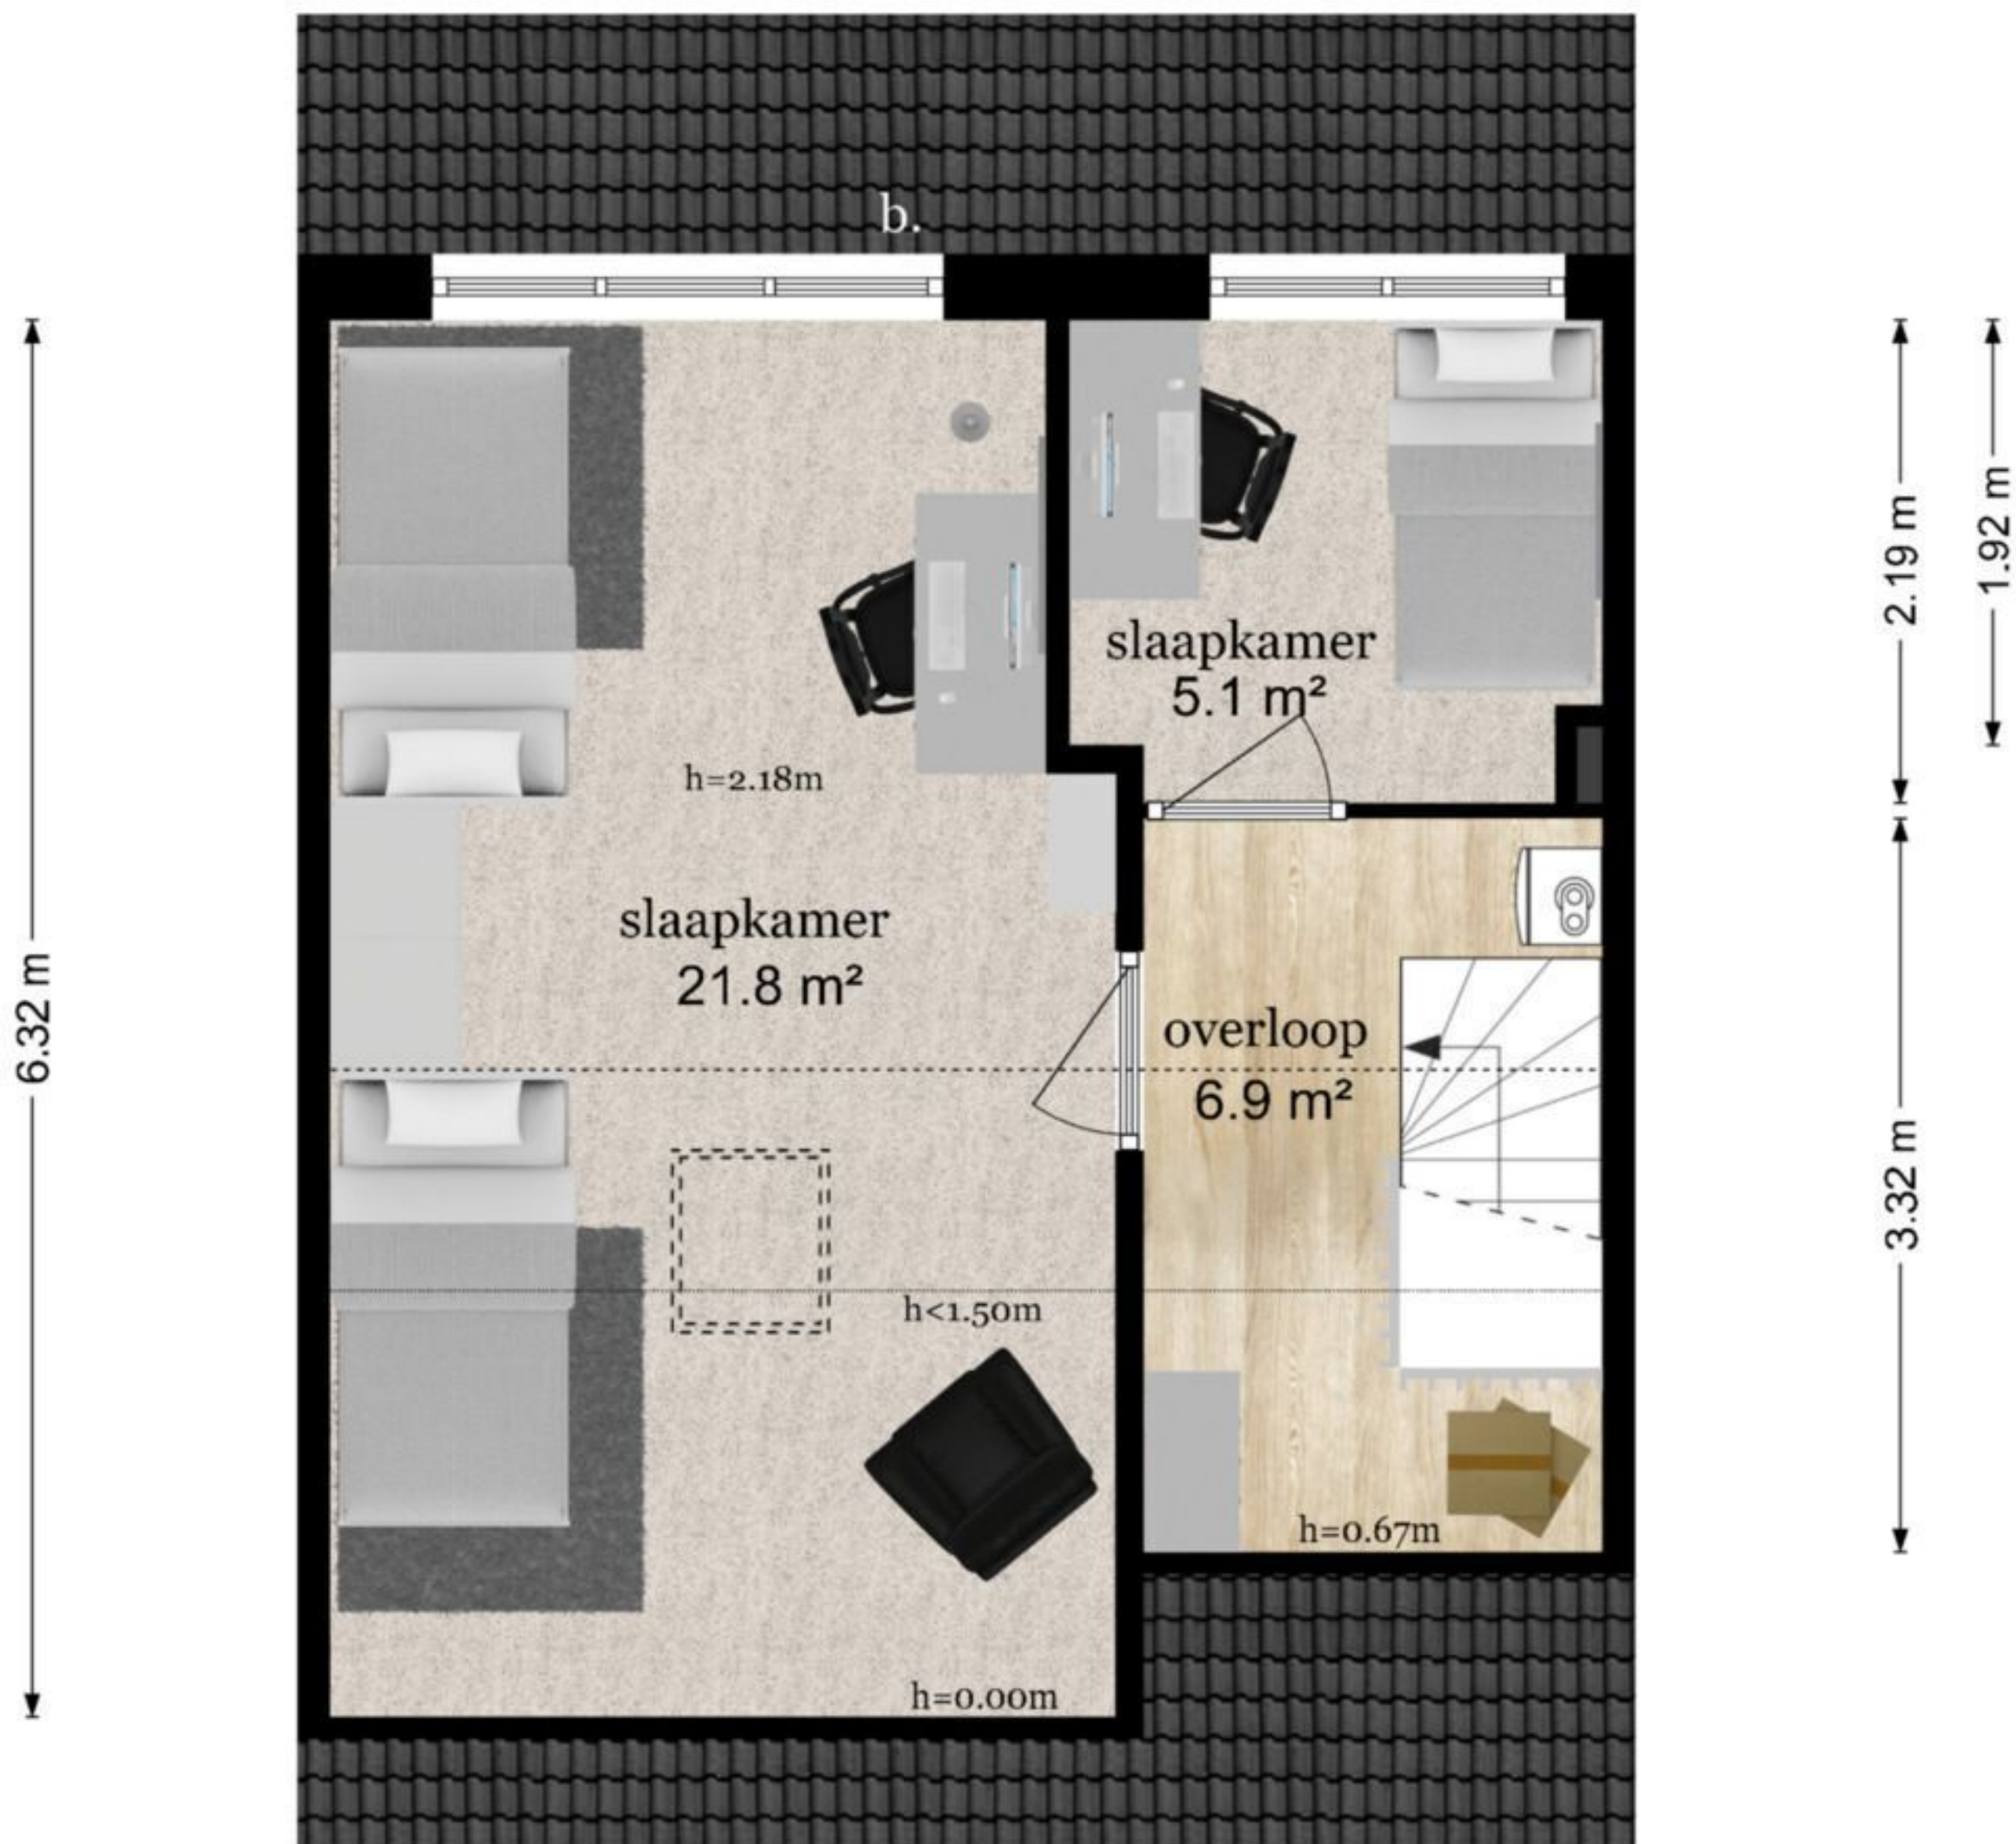 b.
slaapkamer
5.1 m²
h=2.18m
slaapkamer
21.8 m²
overloop
6.9 m²
h<1.50m
h=0.67m
h=0.00m
6.32 m
2.19 m
1.92 m
3.32 m